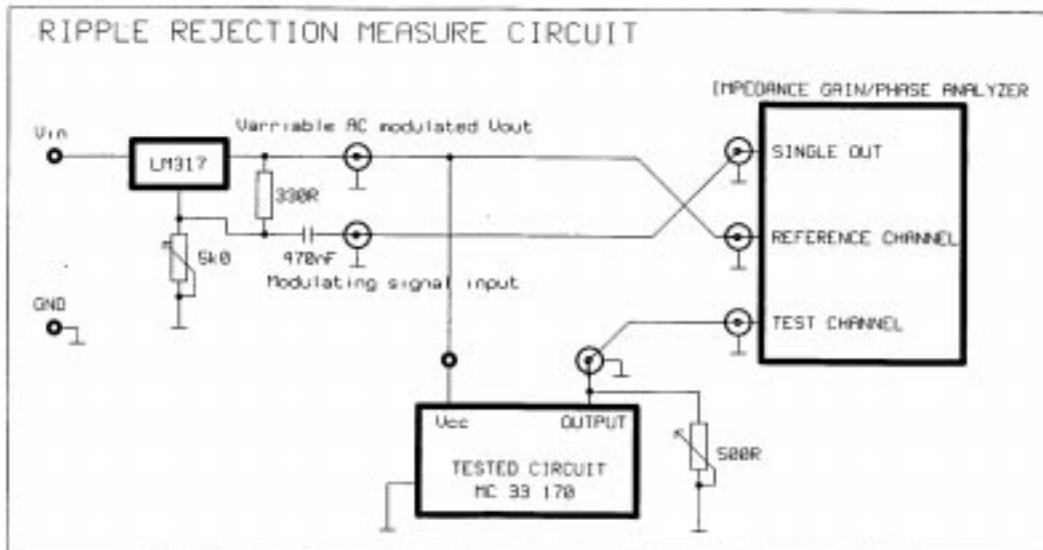 RIPPLE REJECTION MEASURE CIRCUIT
IMPEDANCE GAIN/PHASE ANALYZER
Vin
Varriable AC modulated Vout
SINGLE OUT
LM317
330R
REFERENCE CHANNEL
5k0
470nF
Modulating signal input
GND
TEST CHANNEL
Vcc
OUTPUT
500R
TESTED CIRCUIT
MC 33 170